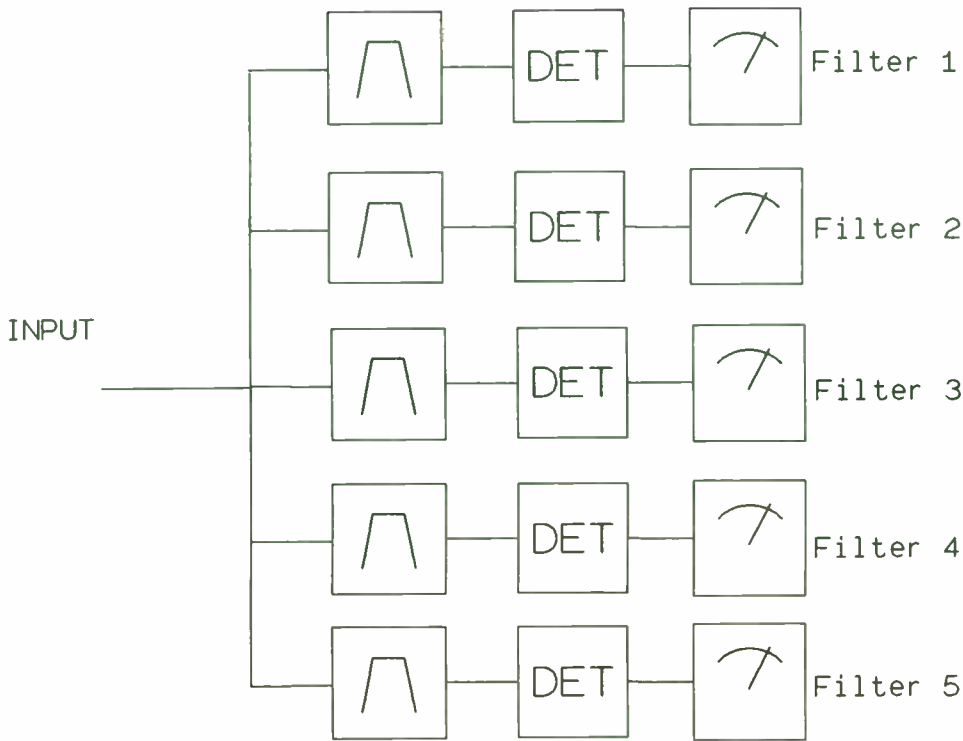 DET Filter 1
DET Filter 2
INPUT
DET Filter 3
DET Filter 4
DET Filter 5